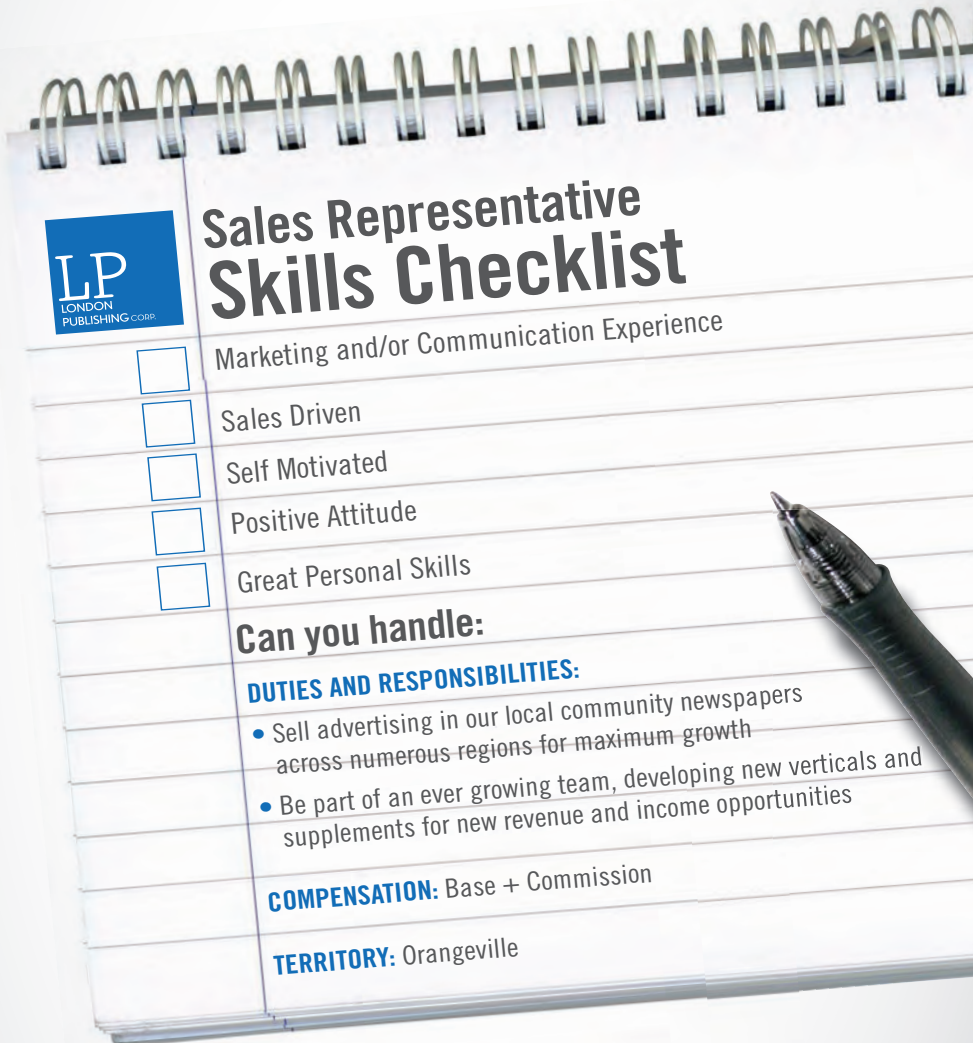 Sales Representative
Skills Checklist
LP
LONDON
PUBLISHING CORP.
Marketing and/or Communication Experience
Sales Driven
Self Motivated
Positive Attitude
Great Personal Skills
Can you handle:
DUTIES AND RESPONSIBILITIES:
• Sell advertising in our local community newspapers
across numerous regions for maximum growth
• Be part of an ever growing team, developing new verticals and
supplements for new revenue and income opportunities
COMPENSATION: Base + Commission
TERRITORY: Orangeville